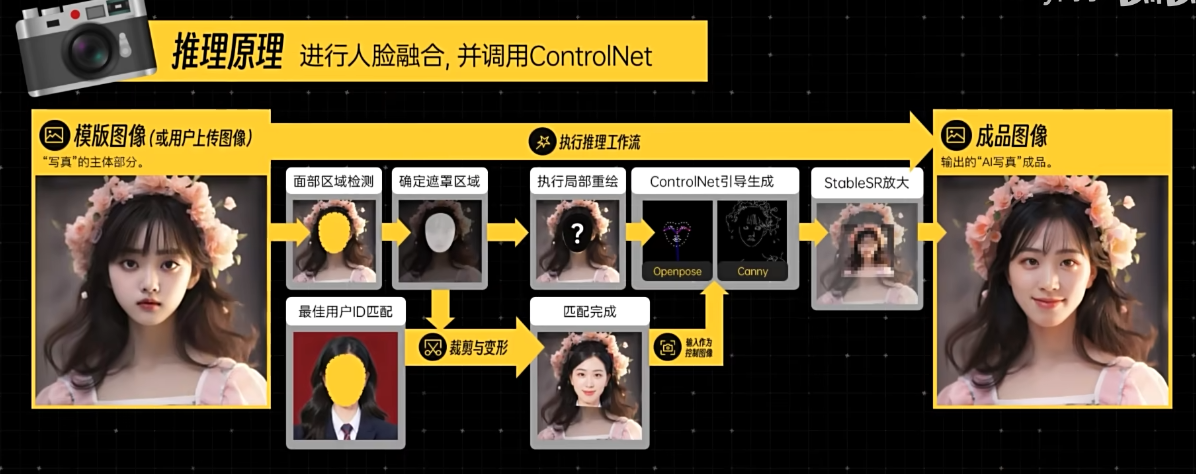 推理原理 进行人脸融合, 并调用ControlNet
模版图像(或用户上传图像)
“写真”的主体部分。
执行推理工作流
成品图像
输出的“AI写真”成品。
面部区域检测
确定遮罩区域
执行局部重绘
?
ControlNet引导生成
Openpose
Canny
StableSR放大
最佳用户ID匹配
裁剪与变形
匹配完成
输入作为
控制图像